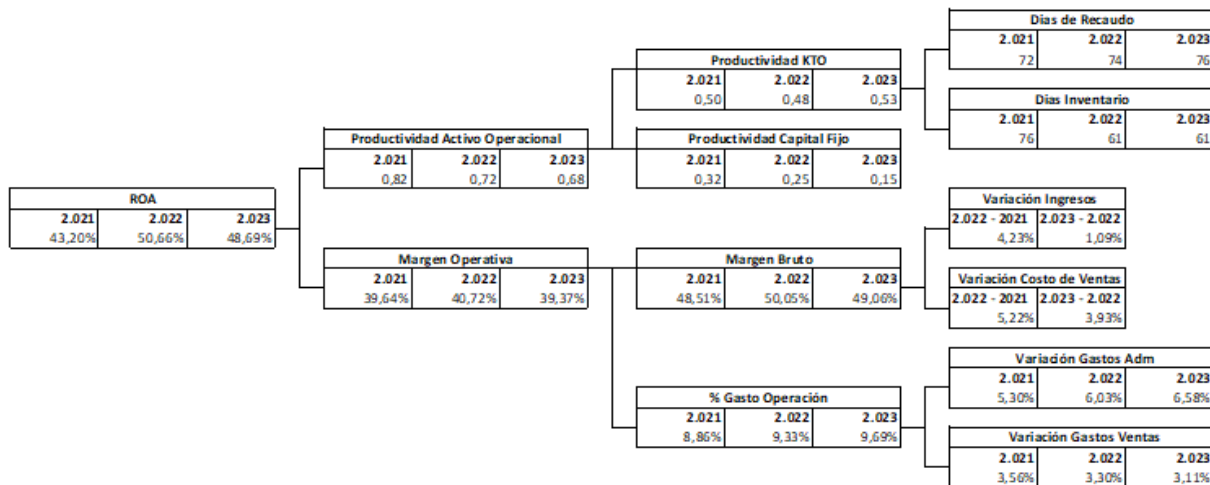 ROA
2.021 2.022 2.023
43,20% 50,66% 48,69%
Productividad Activo Operacional
2.021 2.022 2.023
0,82 0,72 0,68
Margen Operativa
2.021 2.022 2.023
39,64% 40,72% 39,37%
Productividad KTO
2.021 2.022 2.023
0,50 0,48 0,53
Productividad Capital Fijo
2.021 2.022 2.023
0,32 0,25 0,15
Margen Bruto
2.021 2.022 2.023
48,51% 50,05% 49,06%
% Gasto Operación
2.021 2.022 2.023
8,86% 9,33% 9,69%
Dias de Recaudo
2.021 2.022 2.023
72 74 76
Dias Inventario
2.021 2.022 2.023
76 61 61
Variación Ingresos
2.022 - 2021 2.023 - 2.022
4,23% 1,09%
Variación Costo de Ventas
2.022 - 2021 2.023 - 2.022
5,22% 3,93%
Variación Gastos Adm
2.021 2.022 2.023
5,30% 6,03% 6,58%
Variación Gastos Ventas
2.021 2.022 2.023
3,56% 3,30% 3,11%